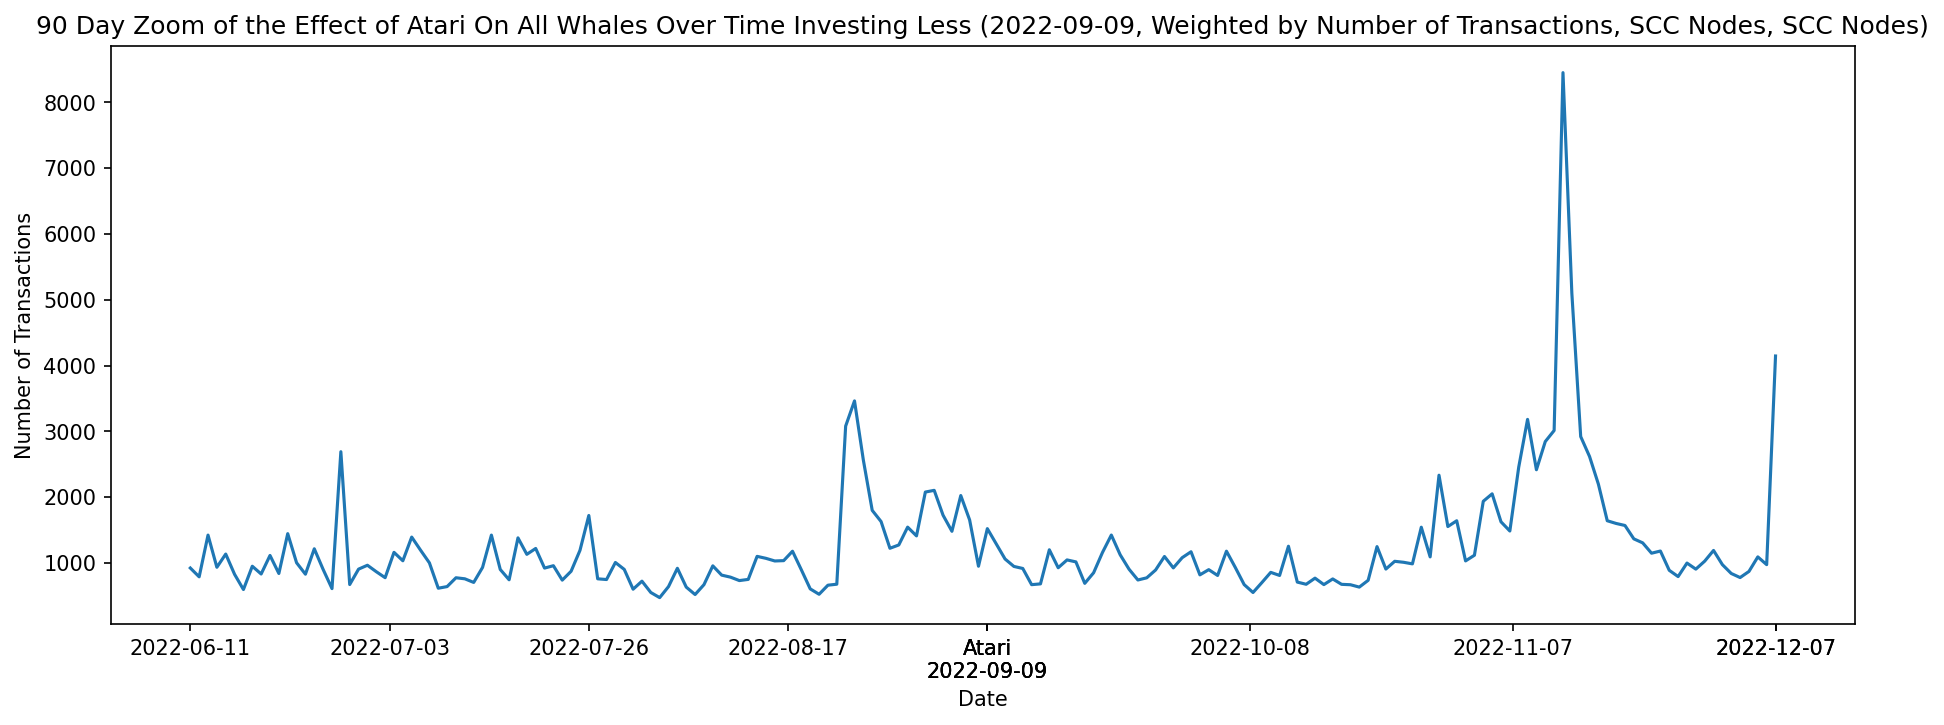 90 Day Zoom of the Effect of Atari On All Whales Over Time Investing Less (2022-09-09, Weighted by Number of Transactions, SCC Nodes, SCC Nodes)
Number of Transactions
8000
7000
6000
5000
4000
3000
2000
1000
2022-06-11 2022-07-03 2022-07-26 2022-08-17 Atari 2022-10-08 2022-11-07 2022-12-07
2022-09-09
Date